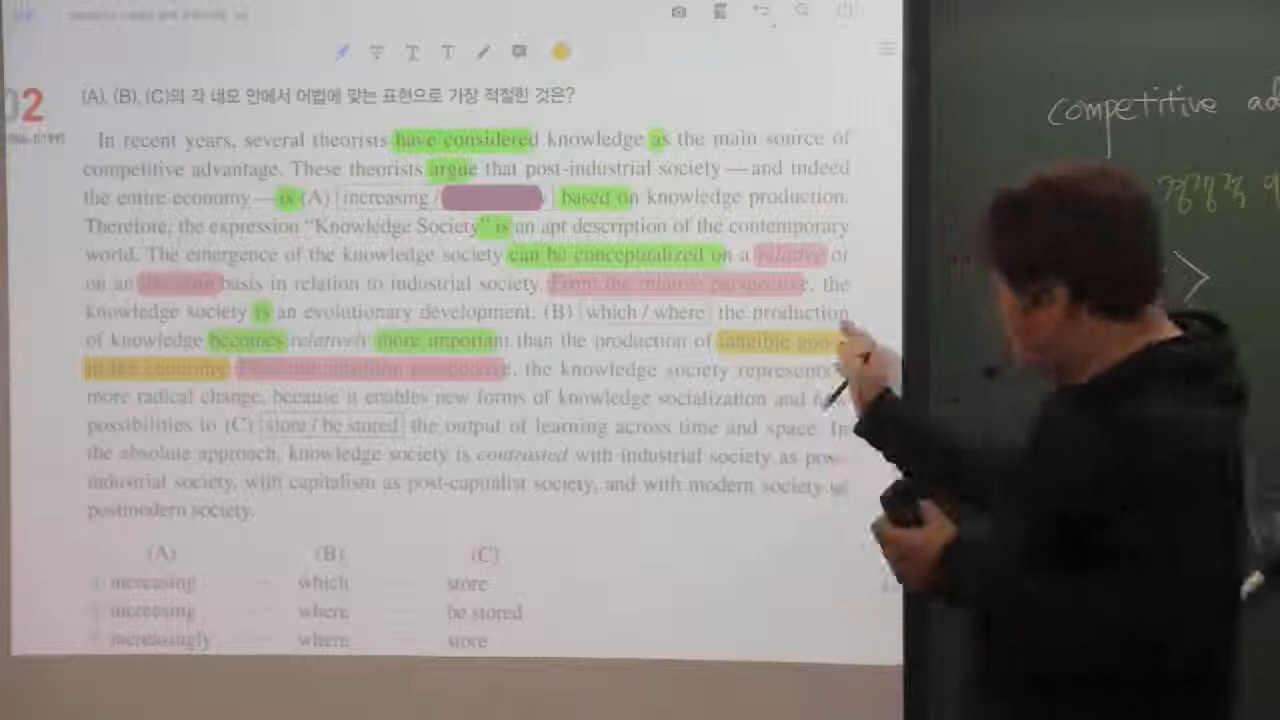 02
(A), (B), (C)의 각 네모 안에서 어법에 맞는 표현으로 가장 적절한 것은?
In recent years, several theorists have considered knowledge as the main source of
competitive advantage. These theorists argue that post-industrial society — and indeed
the entire economy — is (A) increasing / based on knowledge production.
Therefore, the expression “Knowledge Society” is an apt description of the contemporary
world. The emergence of the knowledge society can be conceptualized on a relative or
on an basis in relation to industrial society. From the relative perspective, the
knowledge society is an evolutionary development, (B) which / where the production
of knowledge becomes relatively more important than the production of tangible
in the economy. perspective, the knowledge society represents
more radical change, because it enables new forms of knowledge socialization and
possibilities to (C) store / be stored the output of learning across time and space. In
the absolute approach, knowledge society is contrasted with industrial society as
industrial society, with capitalism as post-capitalist society, and with modern society
postmodern society.
(A) (B) (C)
increasing which store
increasing where be stored
increasingly where store
competitive
>